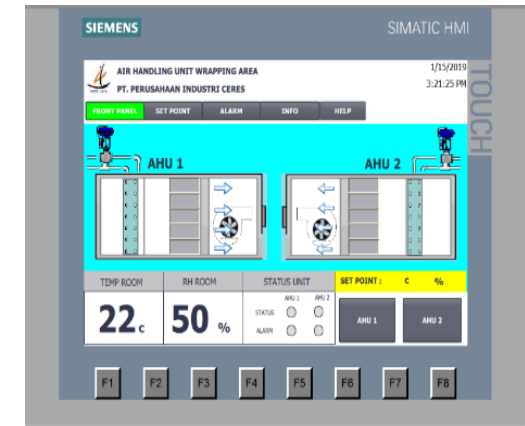 SIEMENS
SIMATIC HMI
TOUCH
AIR HANDLING UNIT WRAPPING AREA
PT. PERUSAHAAN INDUSTRI CERES
1/15/2019
3:21:25 PM
FRONT PANEL SET POINT ALARM INFO HELP
AHU 1 AHU 2
TEMP ROOM RH ROOM STATUS UNIT SET POINT : C %
AHU 1 AHU 2
22 C 50 % STATUS
ALARM
AHU 1 AHU 2
F1 F2 F3 F4 F5 F6 F7 F8